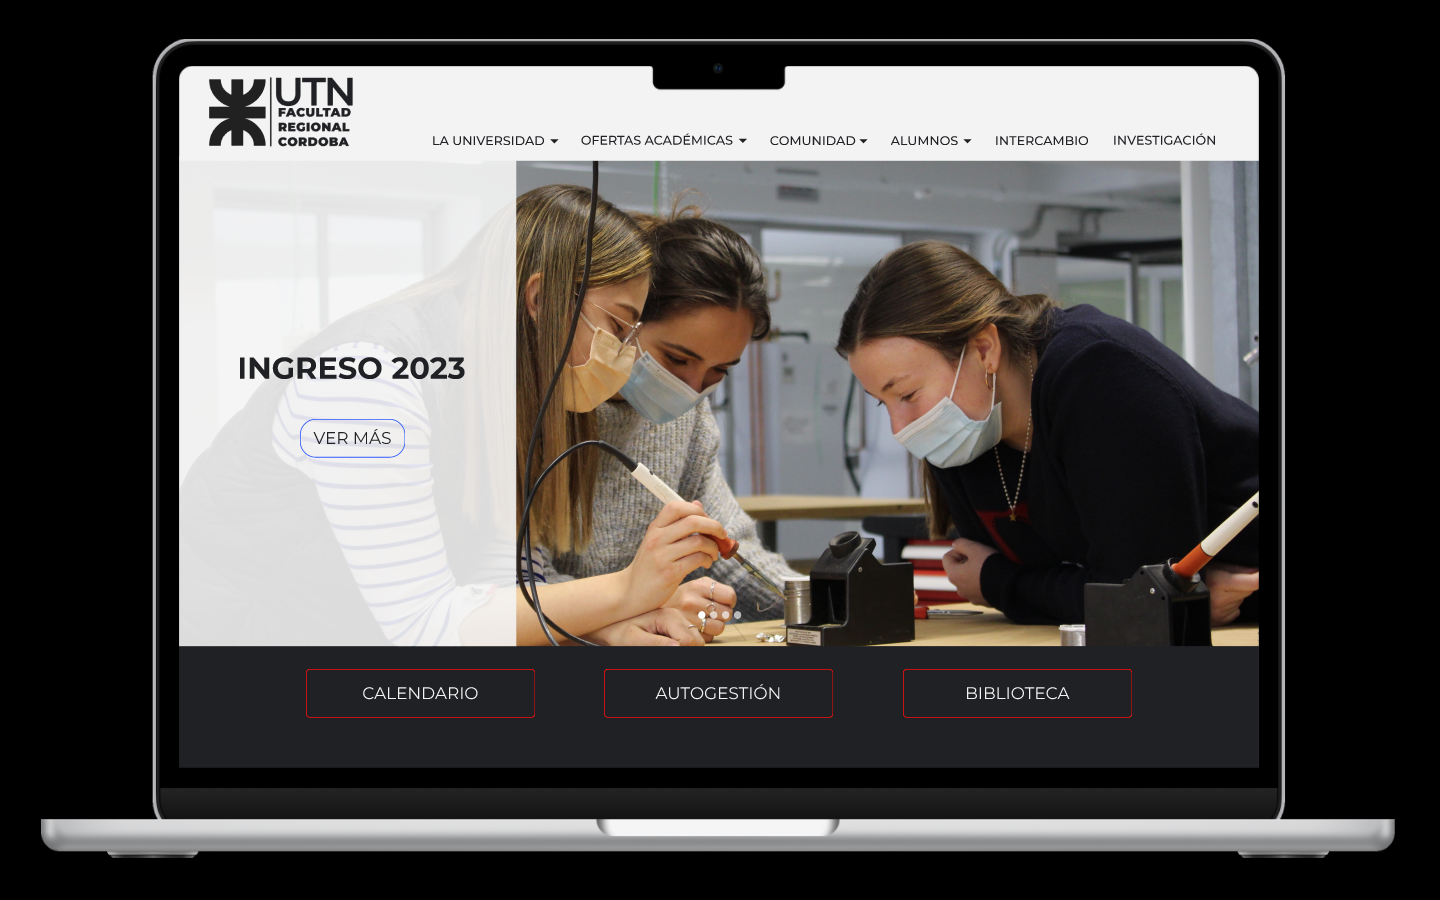 UTN
FACULTAD
REGIONAL
CORDOBA
LA UNIVERSIDAD OFERTAS ACADÉMICAS COMUNIDAD ALUMNOS INTERCAMBIO INVESTIGACIÓN
INGRESO 2023
VER MÁS
CALENDARIO AUTOGESTIÓN BIBLIOTECA